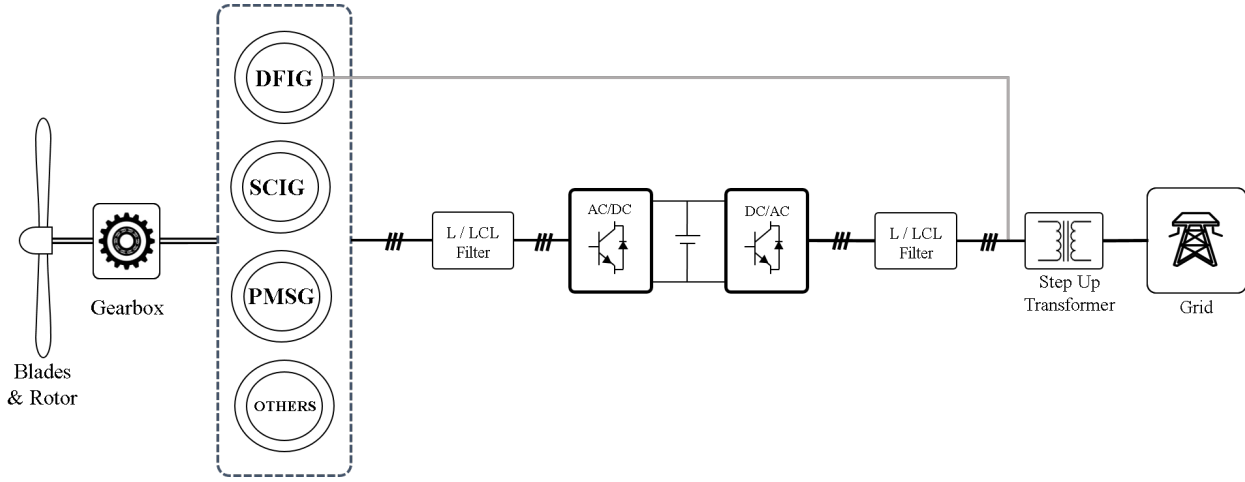 DFIG
SCIG
PMSG
OTHERS
Blades
& Rotor
Gearbox
L / LCL
Filter
AC/DC
DC/AC
L / LCL
Filter
Step Up
Transformer
Grid